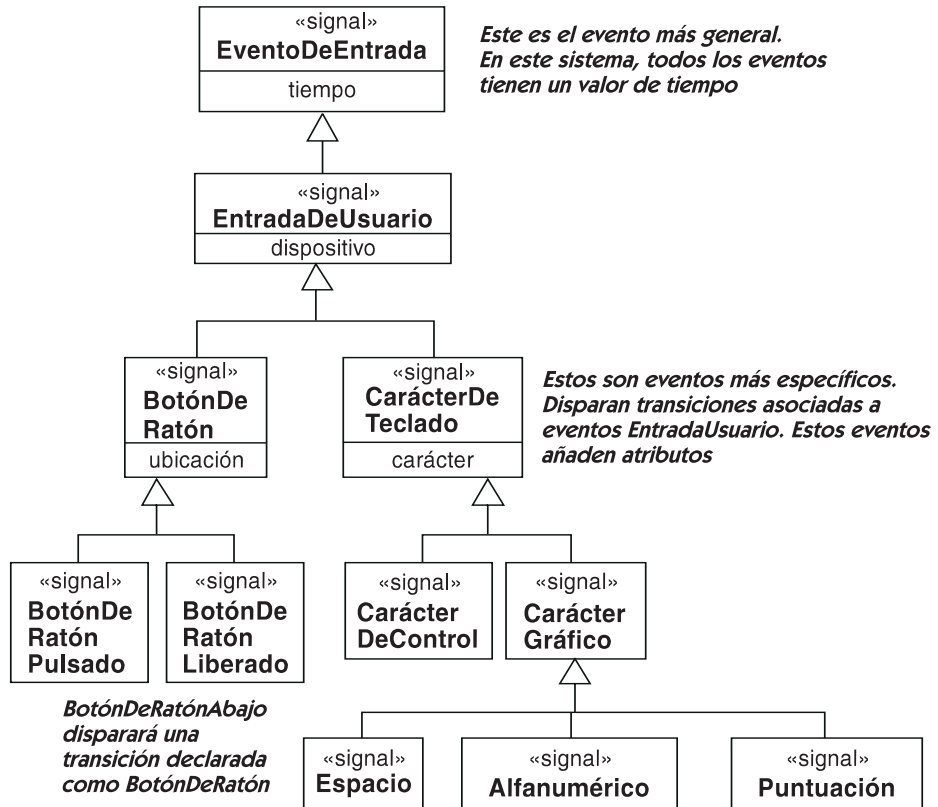 «signal»
EventoDeEntrada
tiempo
Este es el evento más general.
En este sistema, todos los eventos
tienen un valor de tiempo
«signal»
EntradaDeUsuario
dispositivo
«signal»
BotónDe
Ratón
ubicación
«signal»
CarácterDe
Teclado
carácter
Estos son eventos más específicos.
Disparan transiciones asociadas a
eventos EntradaUsuario. Estos eventos
añaden atributos
«signal»
BotónDe
Ratón
Pulsado
«signal»
BotónDe
Ratón
Liberado
«signal»
Carácter
DeControl
«signal»
Carácter
Gráfico
BotónDeRatónAbajo
disparará una
transición declarada
como BotónDeRatón
«signal»
Espacio
«signal»
Alfanumérico
«signal»
Puntuación